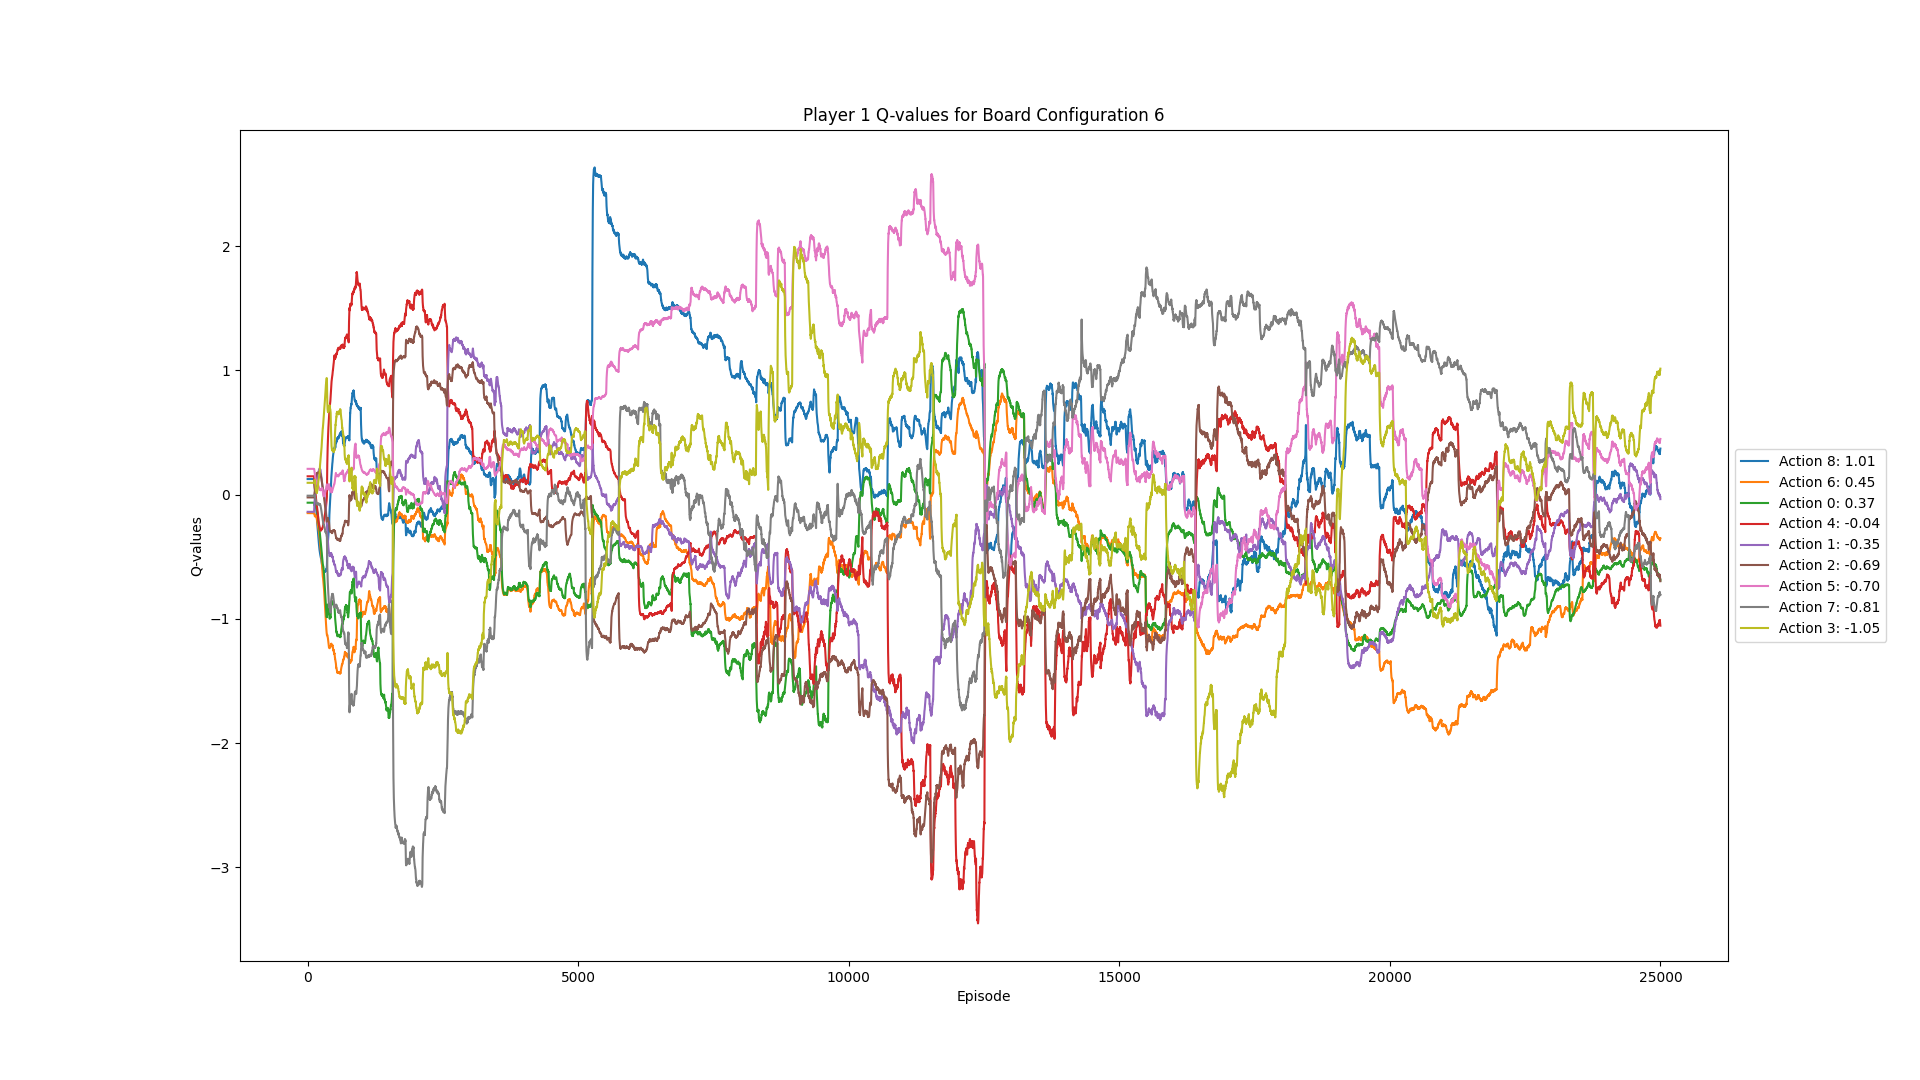 Player 1 Q-values for Board Configuration 6
2
1
0
−1
−2
−3
Q-values
0
5000
10000
15000
20000
25000
Episode
Action 8: 1.01
Action 6: 0.45
Action 0: 0.37
Action 4: -0.04
Action 1: -0.35
Action 2: -0.69
Action 5: -0.70
Action 7: -0.81
Action 3: -1.05